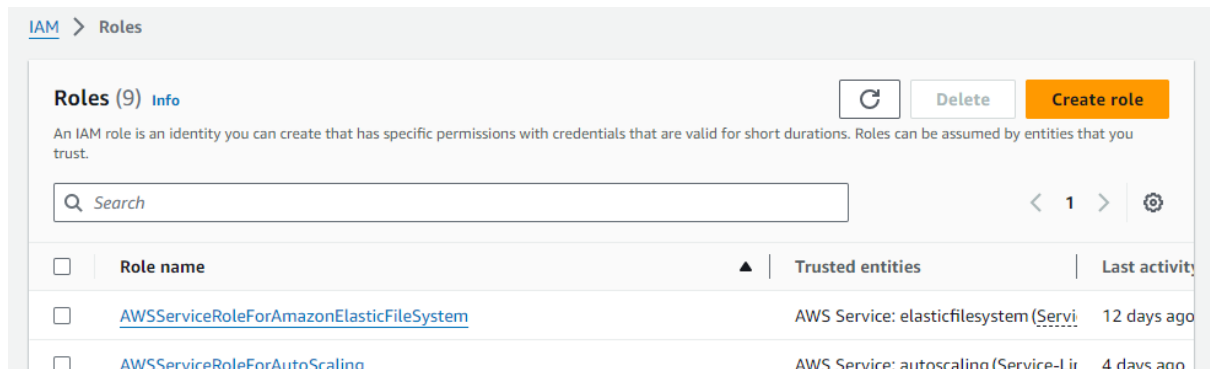 IAM > Roles
Roles (9) Info
Delete
Create role
An IAM role is an identity you can create that has specific permissions with credentials that are valid for short durations. Roles can be assumed by entities that you
trust.
Search
1
Role name
Trusted entities
Last activity
AWSServiceRoleForAmazonElasticFileSystem
AWS Service: elasticfilesystem (Servi
12 days ago
AWSServiceRoleForAutoScaling
AWS Service: autoscaling (Service-Lin
4 days ago